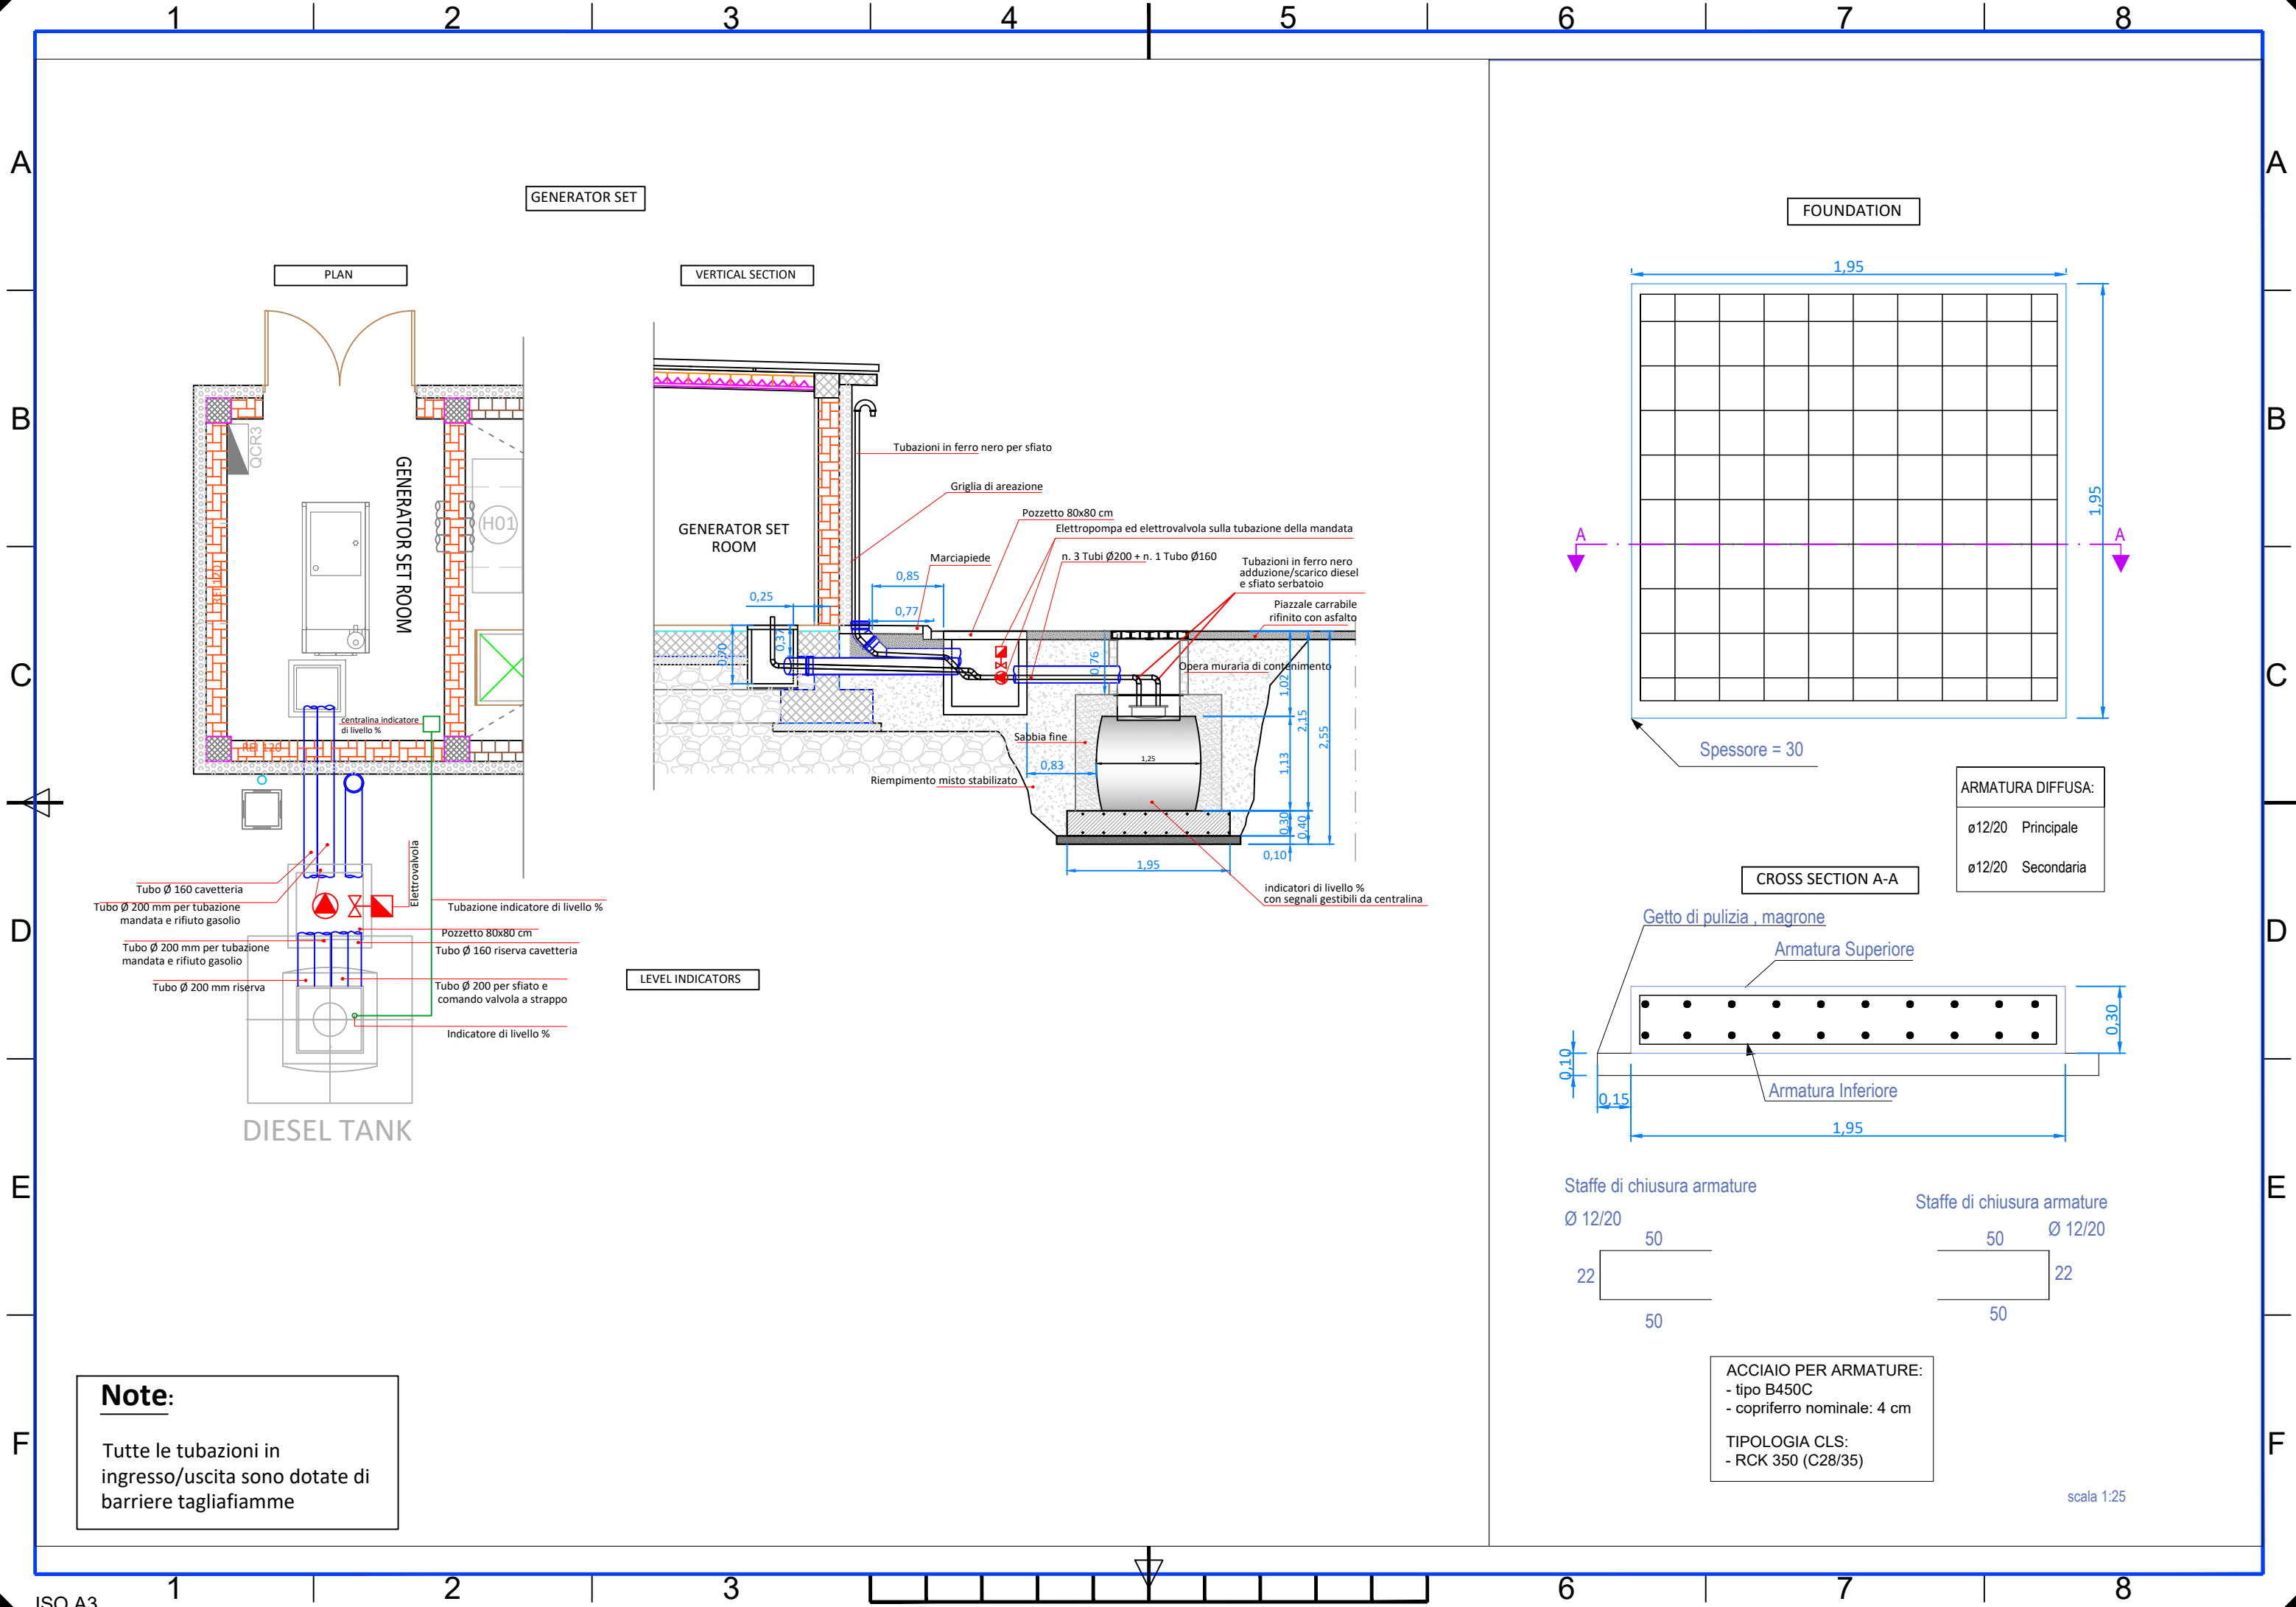 1 2 3 4 5 6 7 8
A A
B B
C C
D D
E E
F F
GENERATOR SET
PLAN
VERTICAL SECTION
QCR3
GENERATOR SET ROOM
H01
REI 120
REI 120
centralina indicatore
di livello %
Elettrovalvola
Tubo Ø 160 cavetteria
Tubo Ø 200 mm per tubazione
mandata e rifiuto gasolio
Tubo Ø 200 mm per tubazione
mandata e rifiuto gasolio
Tubo Ø 200 mm riserva
Tubazione indicatore di livello %
Pozzetto 80x80 cm
Tubo Ø 160 riserva cavetteria
Tubo Ø 200 per sfiato e
comando valvola a strappo
Indicatore di livello %
DIESEL TANK
GENERATOR SET
ROOM
Tubazioni in ferro nero per sfiato
Griglia di areazione
Pozzetto 80x80 cm
Elettropompa ed elettrovalvola sulla tubazione della mandata
Marciapiede
n. 3 Tubi Ø200 + n. 1 Tubo Ø160
Tubazioni in ferro nero
adduzione/scarico diesel
e sfiato serbatoio
Piazzale carrabile
rifinito con asfalto
0,85
0,25
0,77
0,37
0,70
0,76
Opera muraria di contenimento
1,02
2,15
2,55
Sabbia fine
0,83
1,25
1,13
Riempimento misto stabilizato
0,30
0,40
0,10
1,95
indicatori di livello %
con segnali gestibili da centralina
LEVEL INDICATORS
Note:
Tutte le tubazioni in
ingresso/uscita sono dotate di
barriere tagliafiamme
FOUNDATION
1,95
1,95
A A
Spessore = 30
ARMATURA DIFFUSA:
ø12/20 Principale
ø12/20 Secondaria
CROSS SECTION A-A
Getto di pulizia , magrone
Armatura Superiore
0,30
0,10
0,15
Armatura Inferiore
1,95
Staffe di chiusura armature
Ø 12/20
50
22
50
Staffe di chiusura armature
Ø 12/20
50
22
50
ACCIAIO PER ARMATURE:
- tipo B450C
- copriferro nominale: 4 cm
TIPOLOGIA CLS:
- RCK 350 (C28/35)
scala 1:25
1 2 3 6 7 8
ISO A3